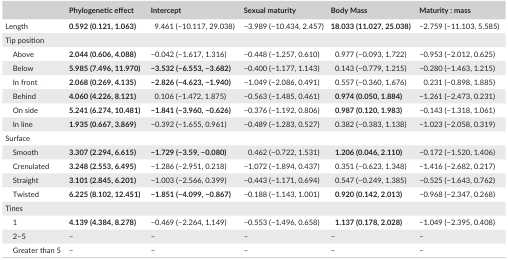 Phylogenetic effect Intercept Sexual maturity Body Mass Maturity : mass
Length 0.592 (0.121, 1.063) 9.461 (−10.117, 29.038) −3.989 (−10.434, 2.457) 18.033 (11.027, 25.038) −2.759 (−11.103, 5.585)
Tip position
Above 2.044 (0.606, 4.088) −0.042 (−1.617, 1.316) −0.448 (−1.257, 0.610) 0.977 (−0.093, 1.722) −0.953 (−2.012, 0.625)
Below 5.985 (7.496, 11.970) −3.532 (−6.553, −3.682) −0.400 (−1.177, 1.143) 0.143 (−0.779, 1.215) −0.280 (−1.463, 1.215)
In front 2.068 (0.269, 4.135) −2.826 (−4.623, −1.940) −1.049 (−2.086, 0.491) 0.557 (−0.360, 1.676) 0.231 (−0.898, 1.885)
Behind 4.060 (4.226, 8.121) 0.106 (−1.472, 1.875) −0.563 (−1.485, 0.461) 0.974 (0.050, 1.884) −1.261 (−2.473, 0.231)
On side 5.241 (6.274, 10.481) −1.841 (−3.960, −0.626) −0.376 (−1.192, 0.806) 0.987 (0.120, 1.983) −0.143 (−1.318, 1.061)
In line 1.935 (0.667, 3.869) −0.392 (−1.655, 0.961) −0.489 (−1.283, 0.527) 0.382 (−0.383, 1.138) −1.023 (−2.058, 0.319)
Surface
Smooth 3.307 (2.294, 6.615) −1.729 (−3.59, −0.080) 0.462 (−0.722, 1.531) 1.206 (0.046, 2.110) −0.172 (−1.520, 1.406)
Crenulated 3.248 (2.553, 6.495) −1.286 (−2.951, 0.218) −1.072 (−1.894, 0.437) 0.351 (−0.623, 1.348) −1.416 (−2.682, 0.217)
Straight 3.101 (2.845, 6.201) −1.003 (−2.566, 0.399) −0.443 (−1.171, 0.694) 0.547 (−0.249, 1.385) −0.525 (−1.643, 0.762)
Twisted 6.225 (8.102, 12.451) −1.851 (−4.099, −0.867) −0.188 (−1.143, 1.001) 0.920 (0.142, 2.013) −0.968 (−2.347, 0.268)
Tines
1 4.139 (4.384, 8.278) −0.469 (−2.264, 1.149) −0.553 (−1.496, 0.658) 1.137 (0.178, 2.028) −1.049 (−2.395, 0.408)
2–5 – – – – –
Greater than 5 – – – – –